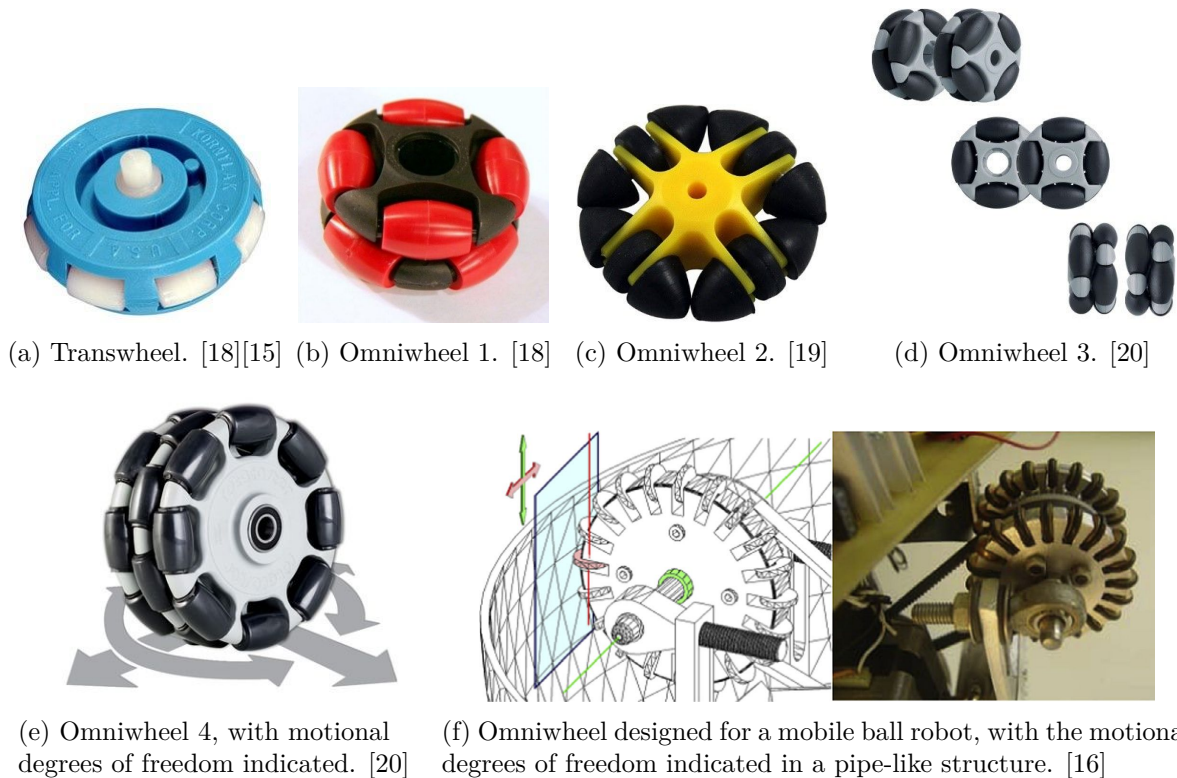 KORNYLAK CORP
U.S.A
(a) Transwheel. [18][15]
(b) Omniwheel 1. [18]
(c) Omniwheel 2. [19]
(d) Omniwheel 3. [20]
(e) Omniwheel 4, with motional
degrees of freedom indicated. [20]
(f) Omniwheel designed for a mobile ball robot, with the motiona
degrees of freedom indicated in a pipe-like structure. [16]